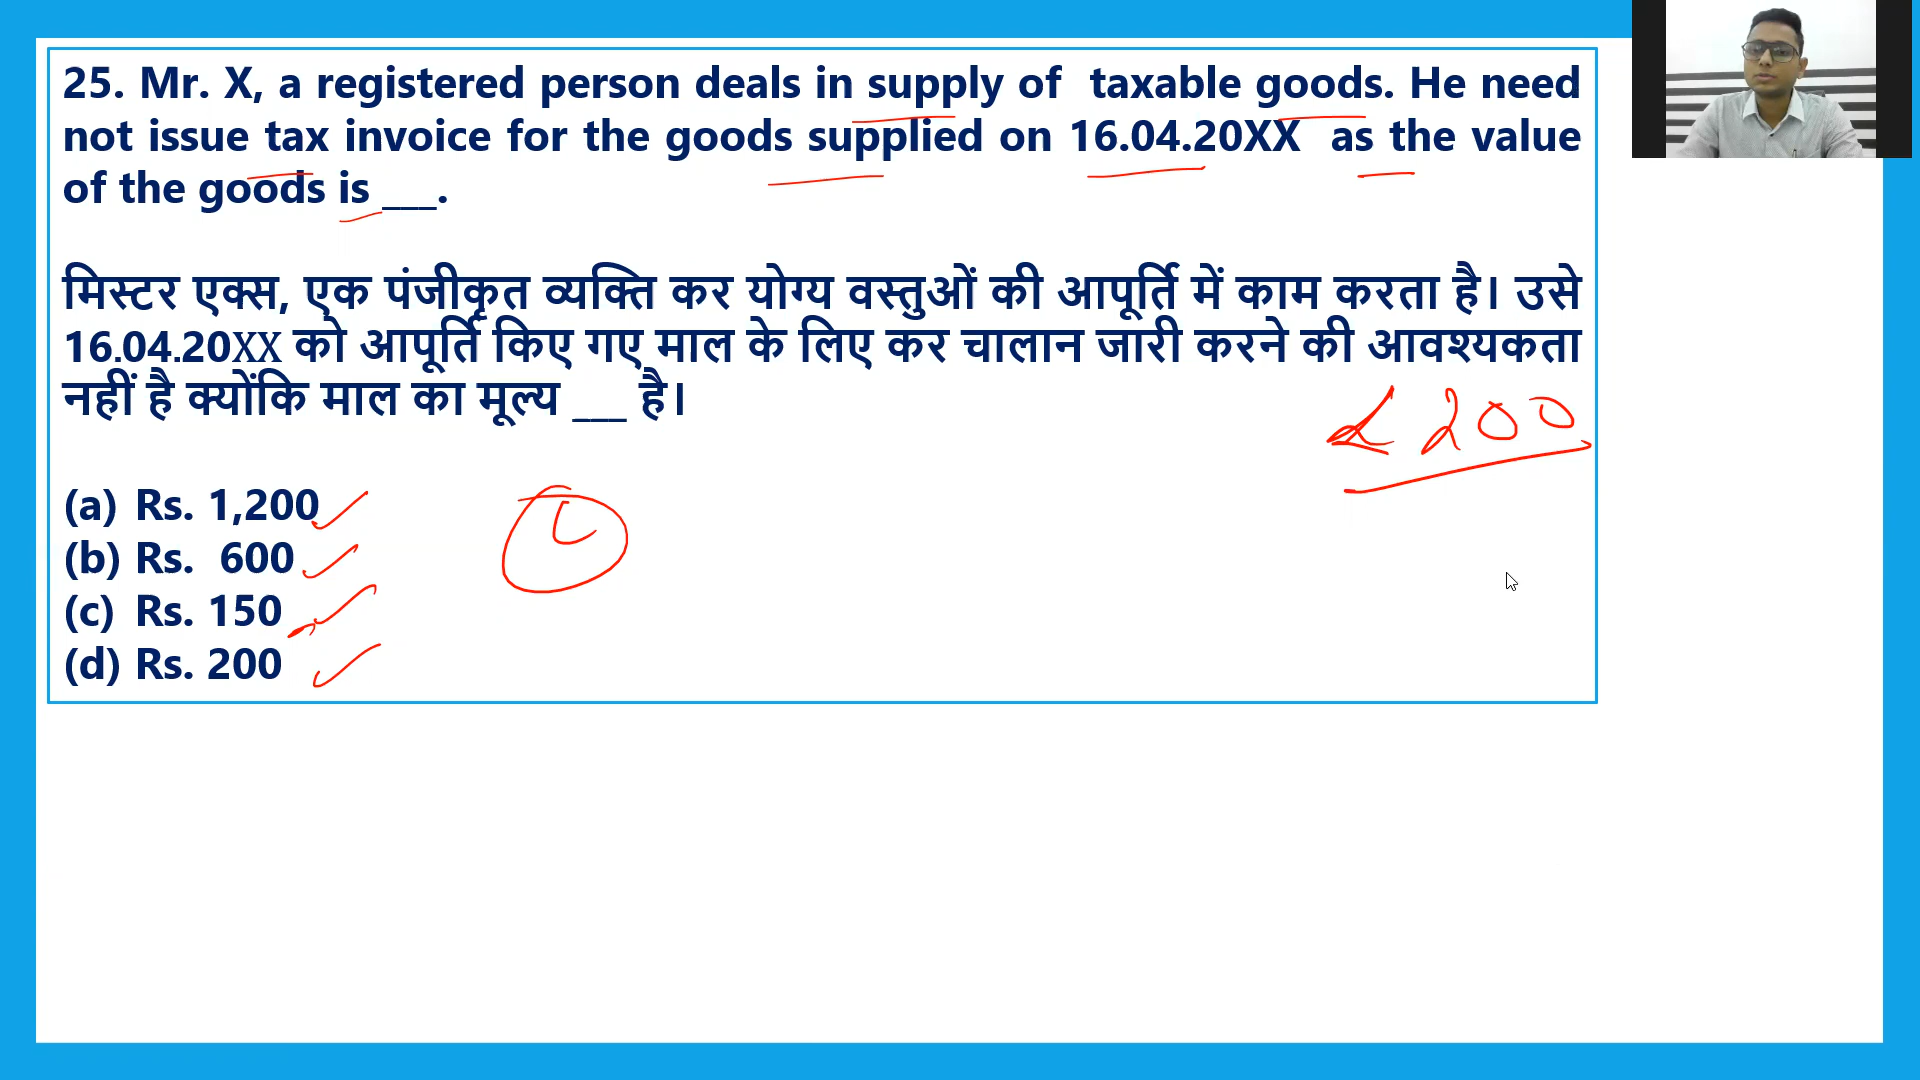 25. Mr. X, a registered person deals in supply of taxable goods. He need
not issue tax invoice for the goods supplied on 16.04.20XX as the value
of the goods is ___.
मिस्टर एक्स, एक पंजीकृत व्यक्ति कर योग्य वस्तुओं की आपूर्ति में काम करता है। उसे
16.04.20XX को आपूर्ति किए गए माल के लिए कर चालान जारी करने की आवश्यकता
नहीं है क्योंकि माल का मूल्य ___ है।
< 200
(a) Rs. 1,200
(b) Rs. 600
(c) Rs. 150
(d) Rs. 200